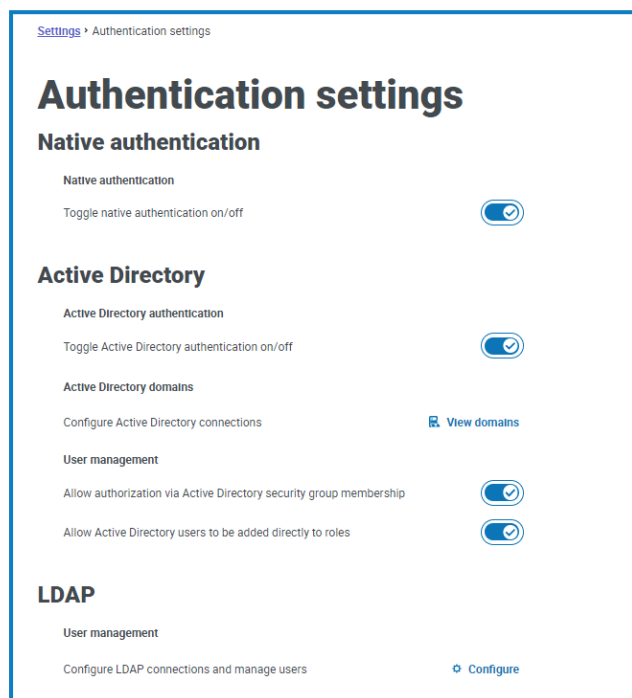 Settings › Authentication settings
Authentication settings
Native authentication
Native authentication
Toggle native authentication on/off
Active Directory
Active Directory authentication
Toggle Active Directory authentication on/off
Active Directory domains
Configure Active Directory connections View domains
User management
Allow authorization via Active Directory security group membership
Allow Active Directory users to be added directly to roles
LDAP
User management
Configure LDAP connections and manage users Configure